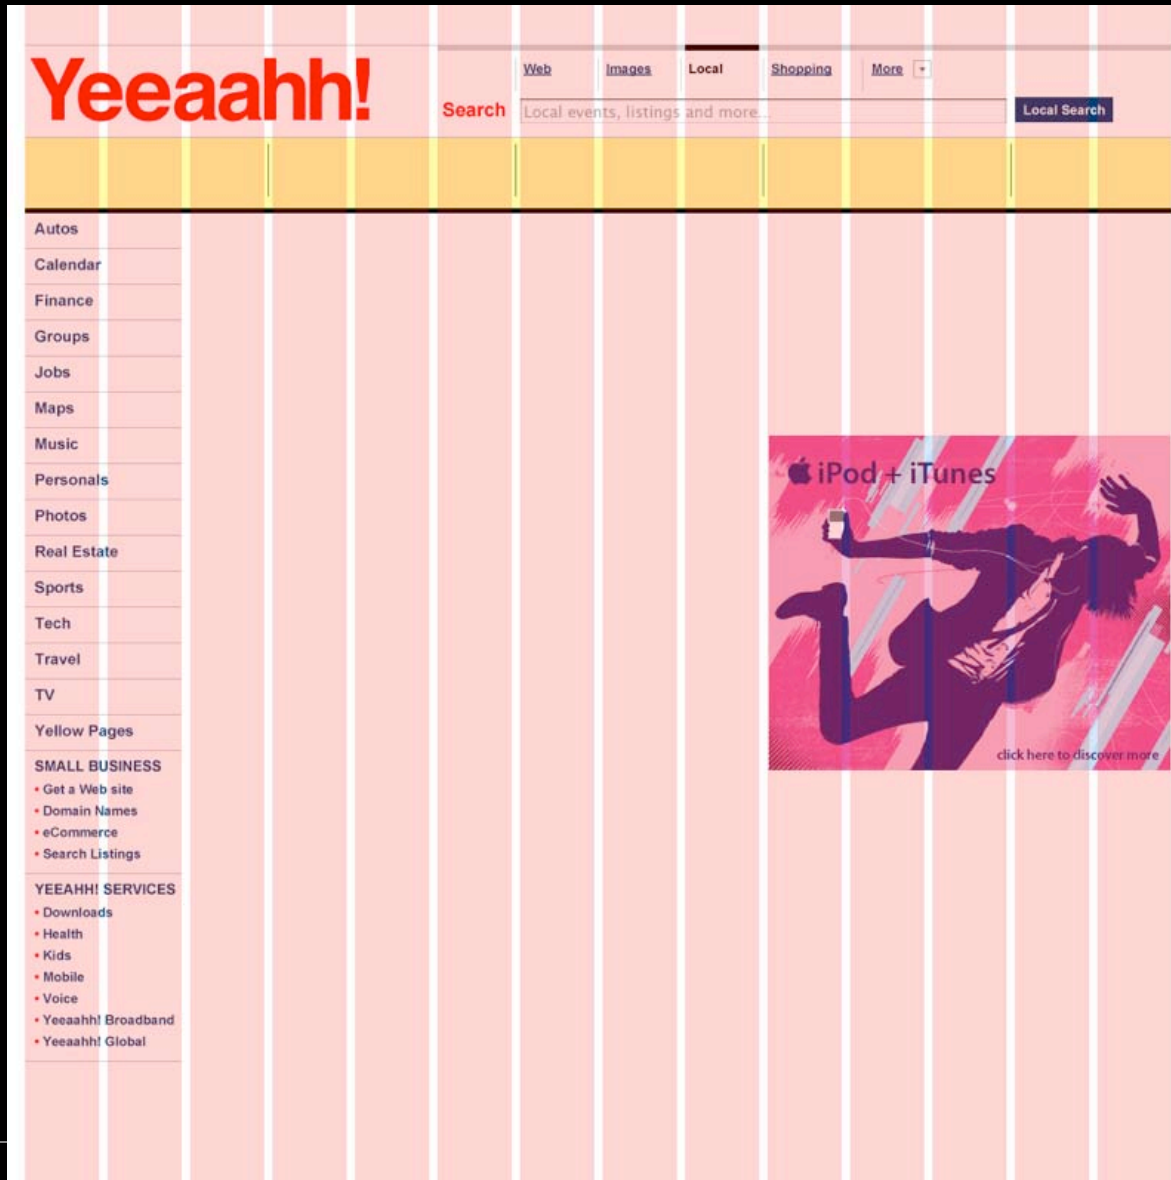 Yeeaahh!
Web Images Local Shopping More
Search Local events, listings and more... Local Search
Autos
Calendar
Finance
Groups
Jobs
Maps
Music
Personals
Photos
Real Estate
Sports
Tech
Travel
TV
Yellow Pages
SMALL BUSINESS
• Get a Web site
• Domain Names
• eCommerce
• Search Listings
YEEAHH! SERVICES
• Downloads
• Health
• Kids
• Mobile
• Voice
• Yeeaahh! Broadband
• Yeeaahh! Global
iPod + iTunes
click here to discover more